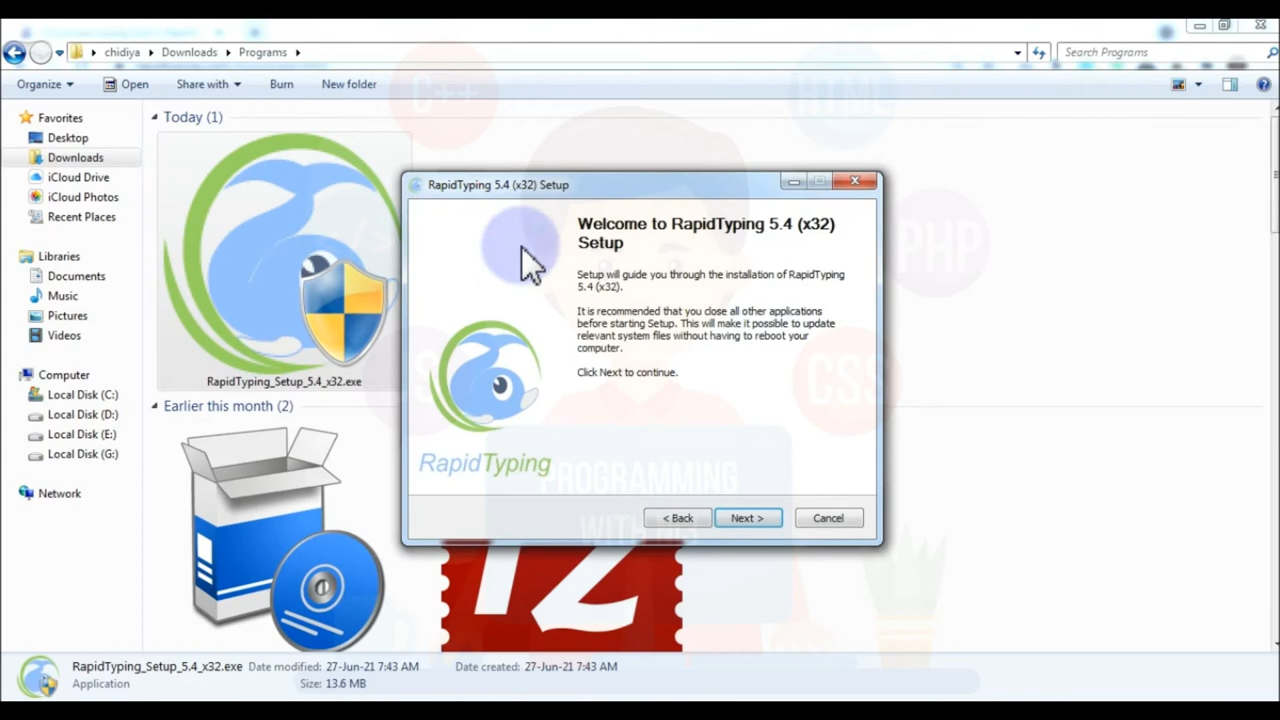 chidiya Downloads Programs
Search Programs
Organize Open Share with Burn New folder
Favorites
Desktop
Downloads
iCloud Drive
iCloud Photos
Recent Places
Libraries
Documents
Music
Pictures
Videos
Computer
Local Disk (C:)
Local Disk (D:)
Local Disk (E:)
Local Disk (G:)
Network
Today (1)
RapidTyping_Setup_5.4_x32.exe
Earlier this month (2)
RapidTyping 5.4 (x32) Setup
Welcome to RapidTyping 5.4 (x32)
Setup
Setup will guide you through the installation of RapidTyping
5.4 (x32).
It is recommended that you close all other applications
before starting Setup. This will make it possible to update
relevant system files without having to reboot your
computer.
Click Next to continue.
RapidTyping
< Back Next > Cancel
C++
HTML
PHP
CSS
PROGRAMMING
RapidTyping_Setup_5.4_x32.exe Date modified: 27-Jun-21 7:43 AM Date created: 27-Jun-21 7:43 AM
Application Size: 13.6 MB